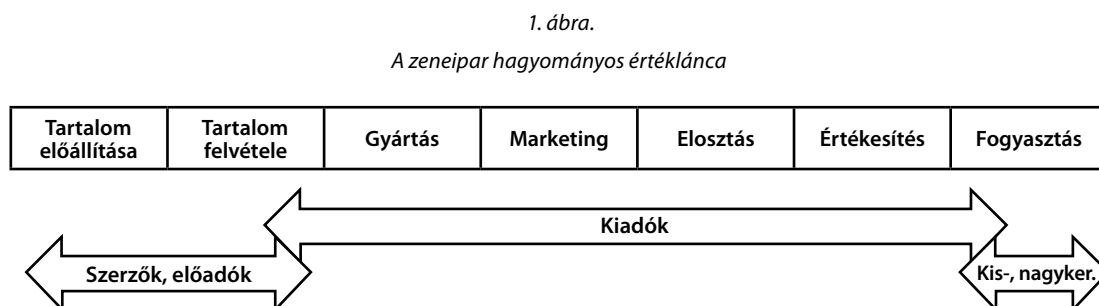 1. ábra.
A zeneipar hagyományos értéklánca
Tartalom
előállítása
Tartalom
felvétele
Gyártás
Marketing
Elosztás
Értékesítés
Fogyasztás
Kiadók
Szerzők, előadók
Kis-, nagyker.